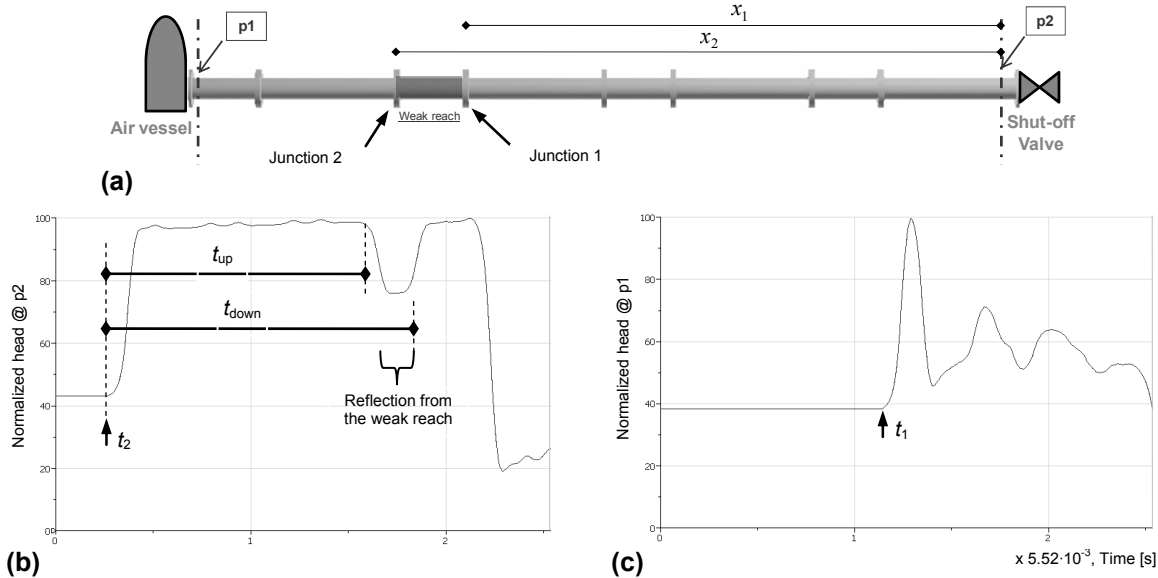 x₁
p1
p2
x₂
Air vessel
Weak reach
Shut-off
Valve
Junction 2
Junction 1
(a)
Normalized head @ p2
100
80
60
40
20
0
0
1
2
t_up
t_down
Reflection from
the weak reach
t₂
(b)
Normalized head @ p1
100
80
60
40
20
0
0
1
2
t₁
x 5.52·10⁻³, Time [s]
(c)